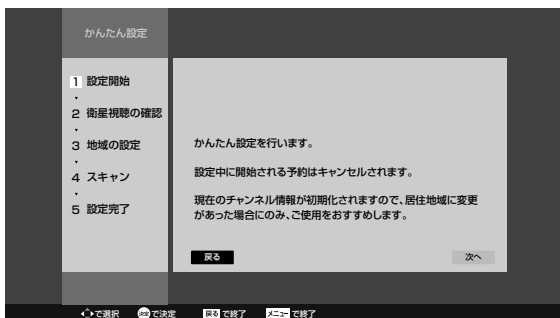 かんたん設定
1 設定開始
2 衛星視聴の確認
3 地域の設定
4 スキャン
5 設定完了
かんたん設定を行います。
設定中に開始される予約はキャンセルされます。
現在のチャンネル情報が初期化されますので、居住地域に変更
があった場合にのみ、ご使用をおすすめします。
戻る 次へ
で選択 決定 で決定 戻る で終了 メニュー で終了